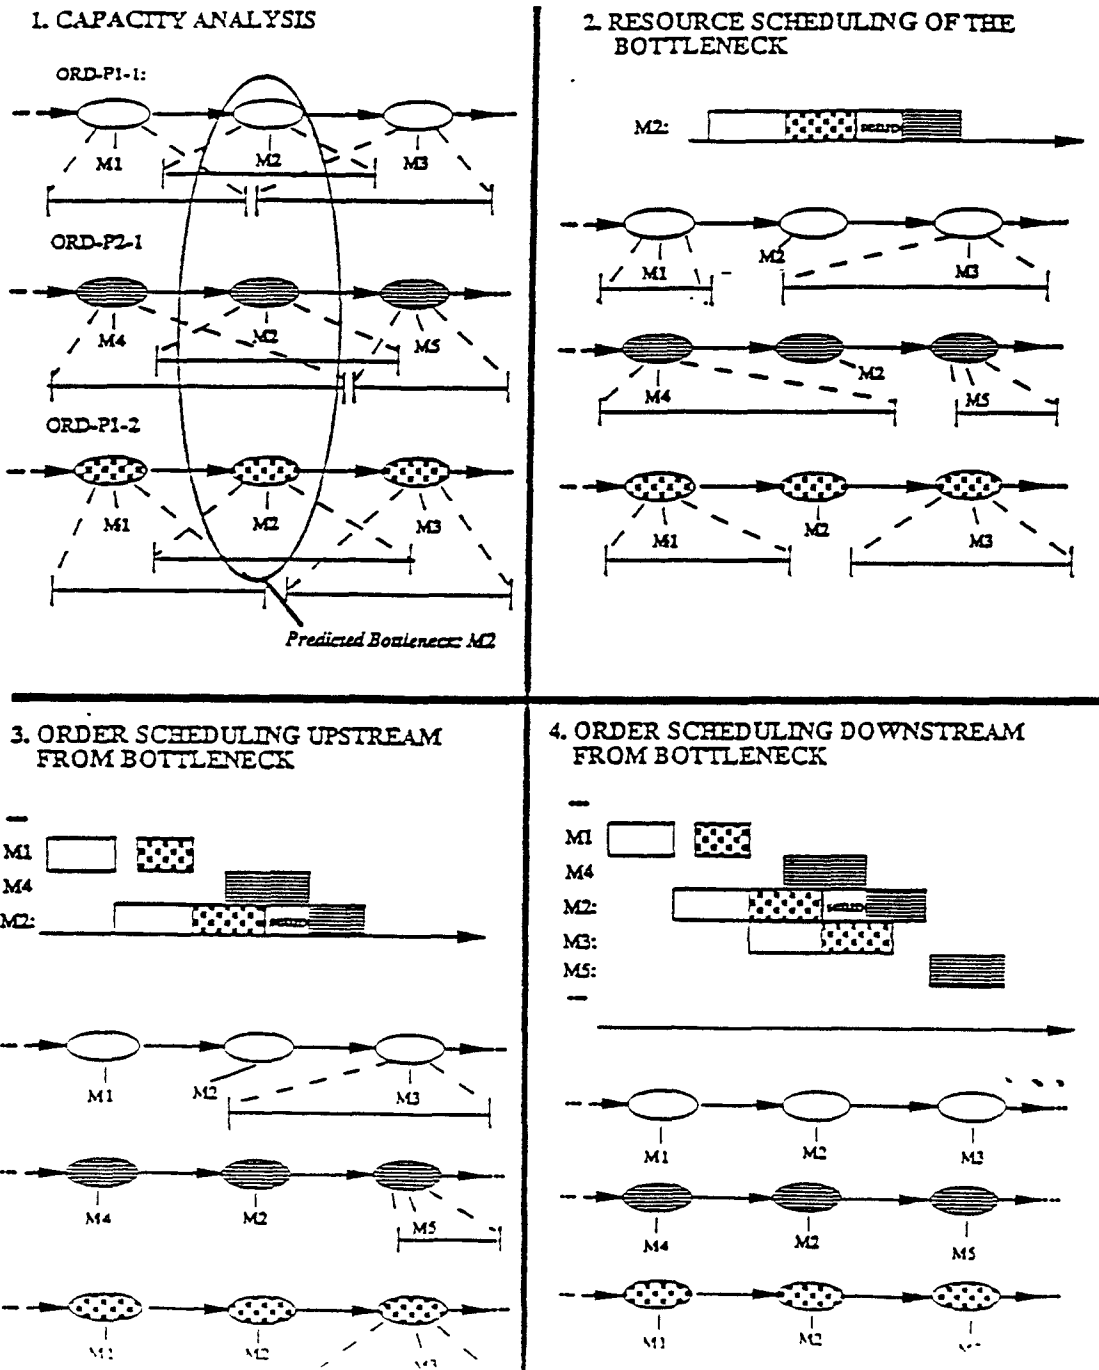 1. CAPACITY ANALYSIS
ORD-P1-1:
M1
M2
M3
ORD-P2-1
M4
M2
M5
ORD-P1-2
M1
M2
M3
Predicted Bottleneck: M2
2. RESOURCE SCHEDULING OF THE
BOTTLENECK
M2:
M1
M2
M3
M4
M2
M5
M1
M2
M3
3. ORDER SCHEDULING UPSTREAM
FROM BOTTLENECK
M1
M4
M2:
M1
M2
M3
M4
M2
M5
M1
M2
M3
4. ORDER SCHEDULING DOWNSTREAM
FROM BOTTLENECK
M1
M4
M2:
M3:
M5:
M1
M2
M3
M4
M2
M5
M1
M2